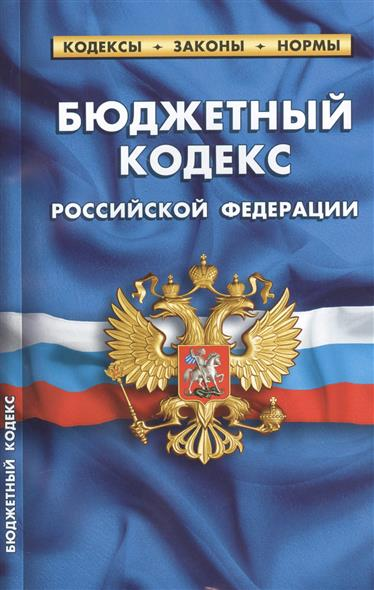 КОДЕКСЫ ✦ ЗАКОНЫ ✦ НОРМЫ
БЮДЖЕТНЫЙ
КОДЕКС
РОССИЙСКОЙ ФЕДЕРАЦИИ
БЮДЖЕТНЫЙ КОДЕКС